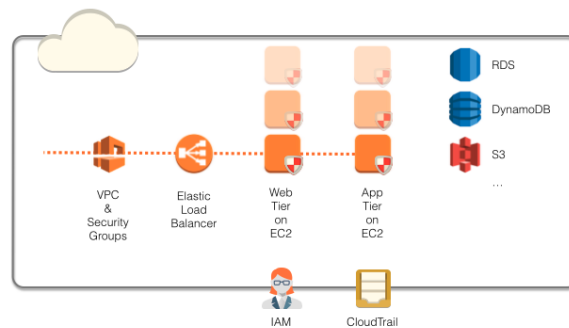 RDS
DynamoDB
S3
...
VPC
&
Security
Groups
Elastic
Load
Balancer
Web
Tier
on
EC2
App
Tier
on
EC2
IAM
CloudTrail